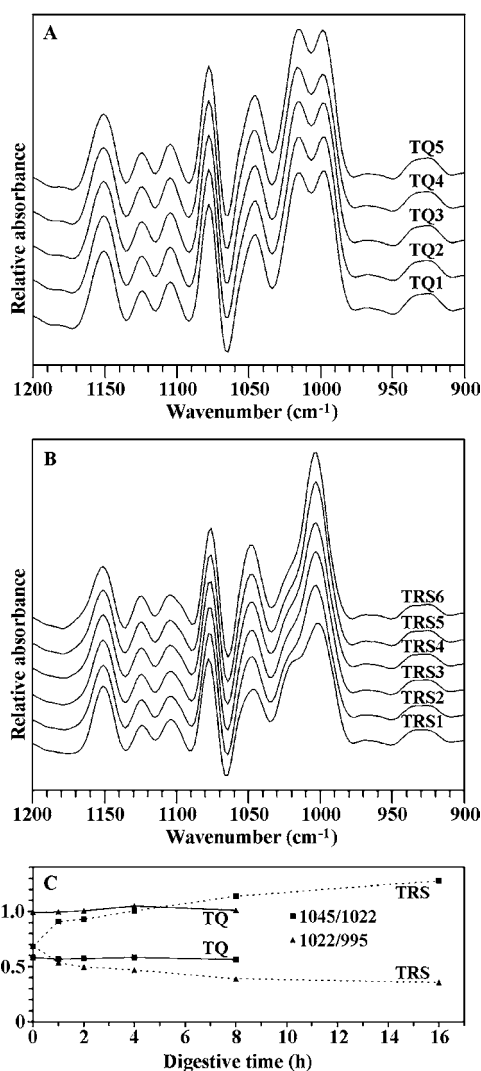 A
Relative absorbance
TQ5
TQ4
TQ3
TQ2
TQ1
1200 1150 1100 1050 1000 950 900
Wavenumber (cm-1)
B
Relative absorbance
TRS6
TRS5
TRS4
TRS3
TRS2
TRS1
1200 1150 1100 1050 1000 950 900
Wavenumber (cm-1)
C
TRS
1.0
TQ
1045/1022
TQ
1022/995
0.5
TRS
0
0 2 4 6 8 10 12 14 16
Digestive time (h)